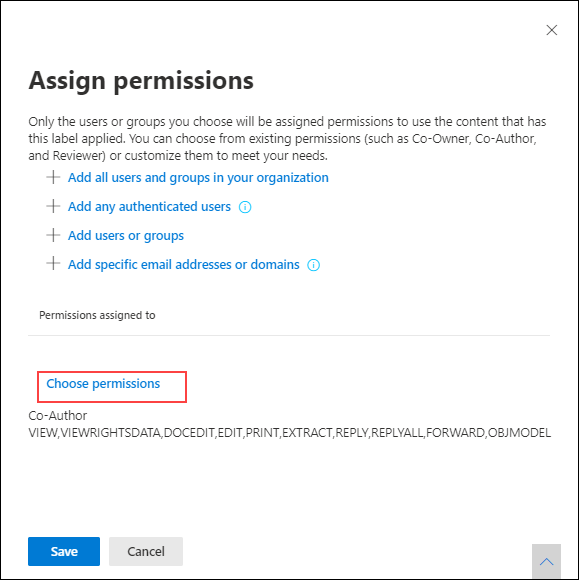 Assign permissions
Only the users or groups you choose will be assigned permissions to use the content that has
this label applied. You can choose from existing permissions (such as Co-Owner, Co-Author,
and Reviewer) or customize them to meet your needs.
Add all users and groups in your organization
Add any authenticated users
Add users or groups
Add specific email addresses or domains
Permissions assigned to
Choose permissions
Co-Author
VIEW,VIEWRIGHTSDATA,DOCEDIT,EDIT,PRINT,EXTRACT,REPLY,REPLYALL,FORWARD,OBJMODEL
Save Cancel